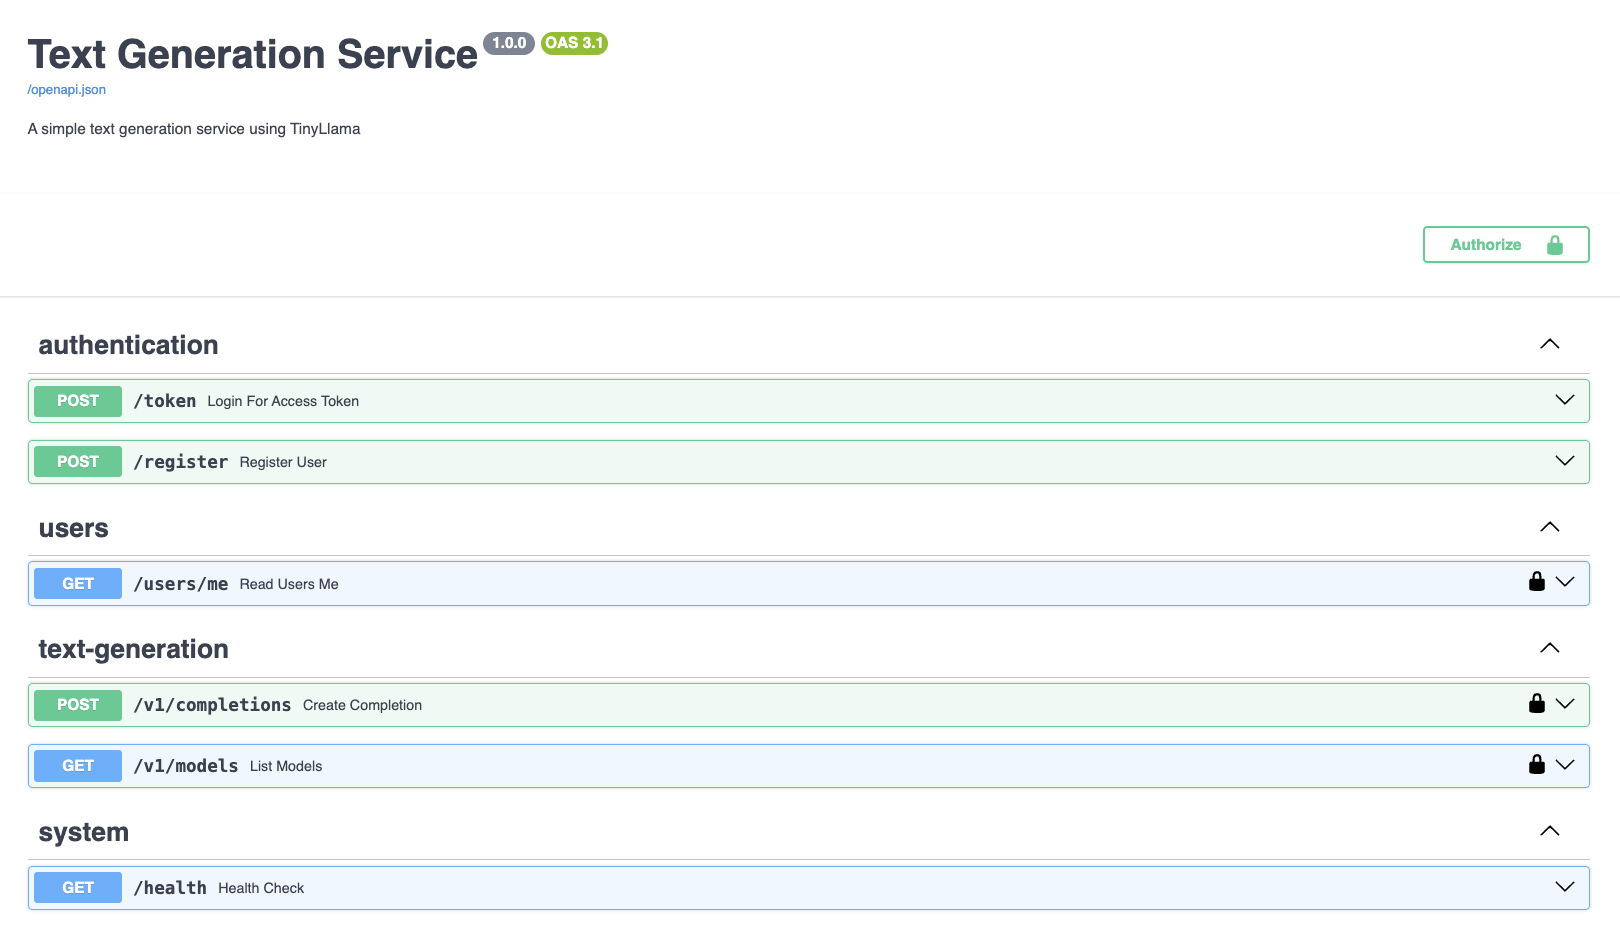 Text Generation Service 1.0.0 OAS 3.1
/openapi.json
A simple text generation service using TinyLlama
Authorize
authentication
POST /token Login For Access Token
POST /register Register User
users
GET /users/me Read Users Me
text-generation
POST /v1/completions Create Completion
GET /v1/models List Models
system
GET /health Health Check